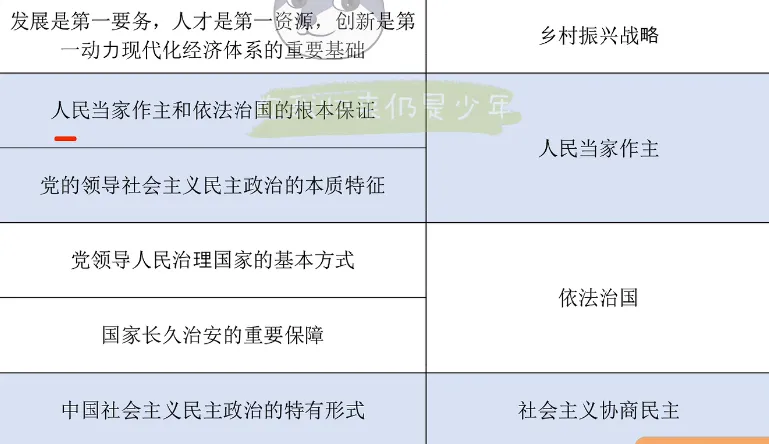 发展是第一要务，人才是第一资源，创新是第
一动力现代化经济体系的重要基础
乡村振兴战略
人民当家作主和依法治国的根本保证
仍是少年
人民当家作主
党的领导社会主义民主政治的本质特征
党领导人民治理国家的基本方式
依法治国
国家长久治安的重要保障
中国社会主义民主政治的特有形式
社会主义协商民主